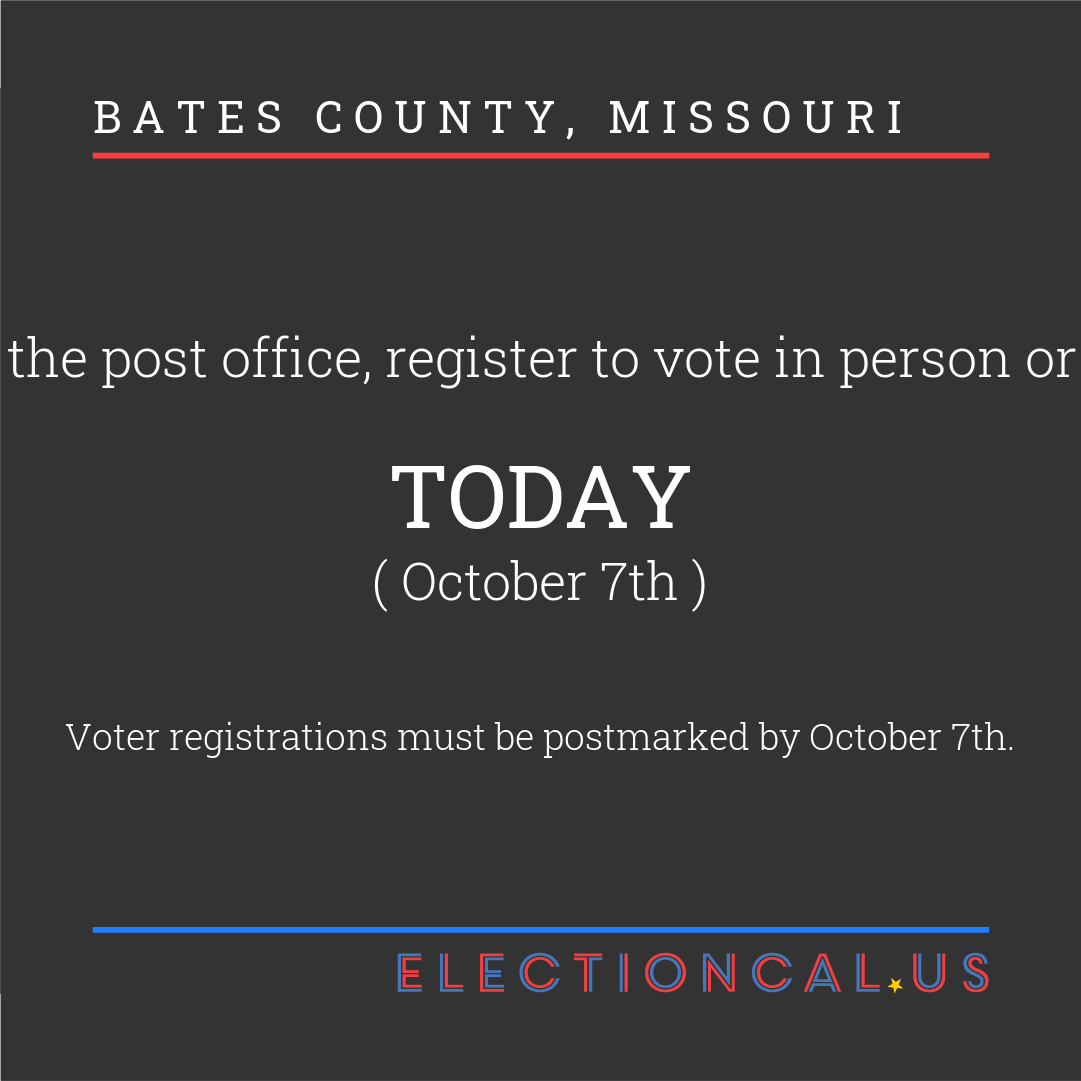 BATES COUNTY, MISSOURI
the post office, register to vote in person or
TODAY
( October 7th )
Voter registrations must be postmarked by October 7th.
ELECTIONCAL.US